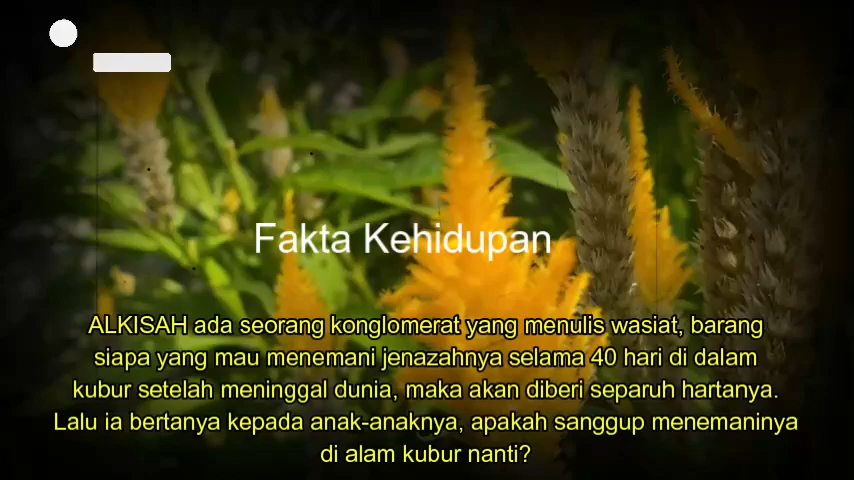 Fakta Kehidupan
ALKISAH ada seorang konglomerat yang menulis wasiat, barang
siapa yang mau menemani jenazahnya selama 40 hari di dalam
kubur setelah meninggal dunia, maka akan diberi separuh hartanya.
Lalu ia bertanya kepada anak-anaknya, apakah sanggup menemaninya
di alam kubur nanti?